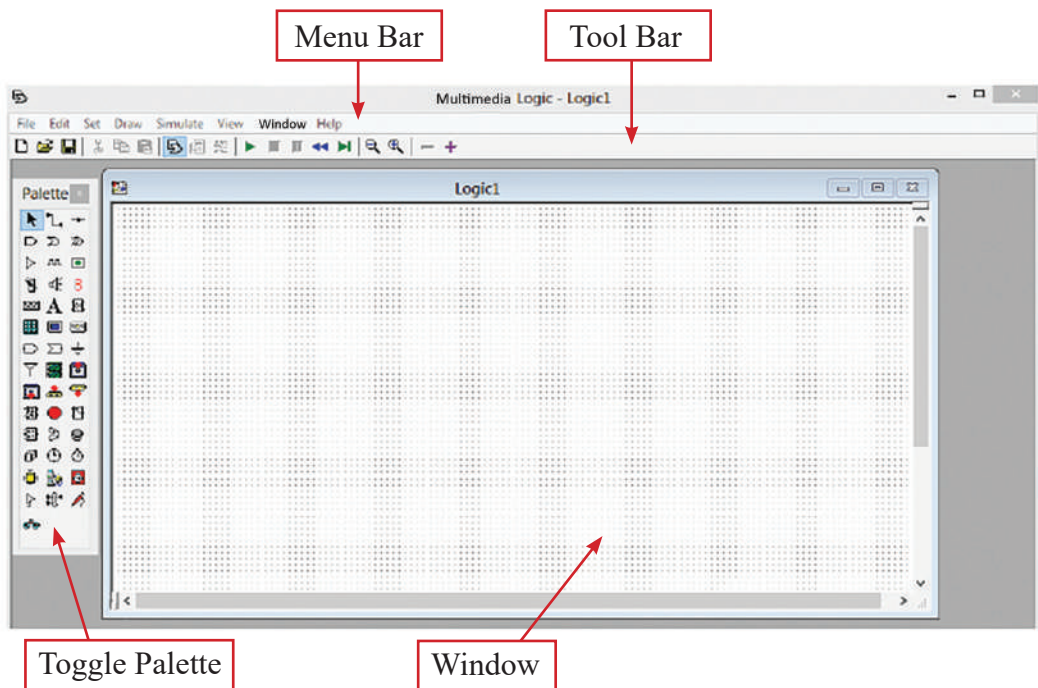 Menu Bar
Tool Bar
Multimedia Logic - Logic1
File Edit Set Draw Simulate View Window Help
Palette
Logic1
A
8
Toggle Palette
Window